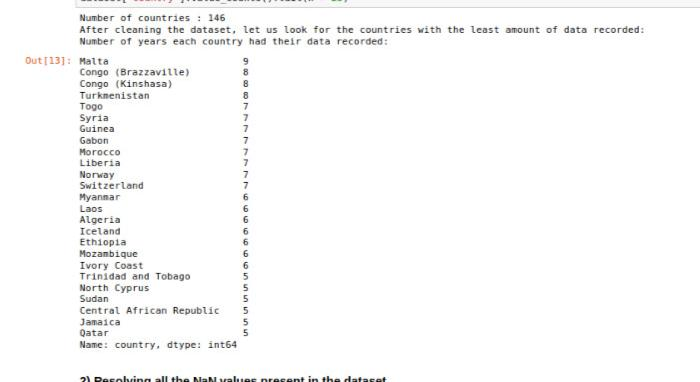 Number of countries : 146
After cleaning the dataset, let us look for the countries with the least amount of data recorded:
Number of years each country had their data recorded:
Out[13]: Malta 9
Congo (Brazzaville) 8
Congo (Kinshasa) 8
Turkmenistan 8
Togo 7
Syria 7
Guinea 7
Gabon 7
Morocco 7
Liberia 7
Norway 7
Switzerland 7
Myanmar 6
Laos 6
Algeria 6
Iceland 6
Ethiopia 6
Mozambique 6
Ivory Coast 6
Trinidad and Tobago 5
North Cyprus 5
Sudan 5
Central African Republic 5
Jamaica 5
Qatar 5
Name: country, dtype: int64
2) Resolving all the NaN values present in the dataset